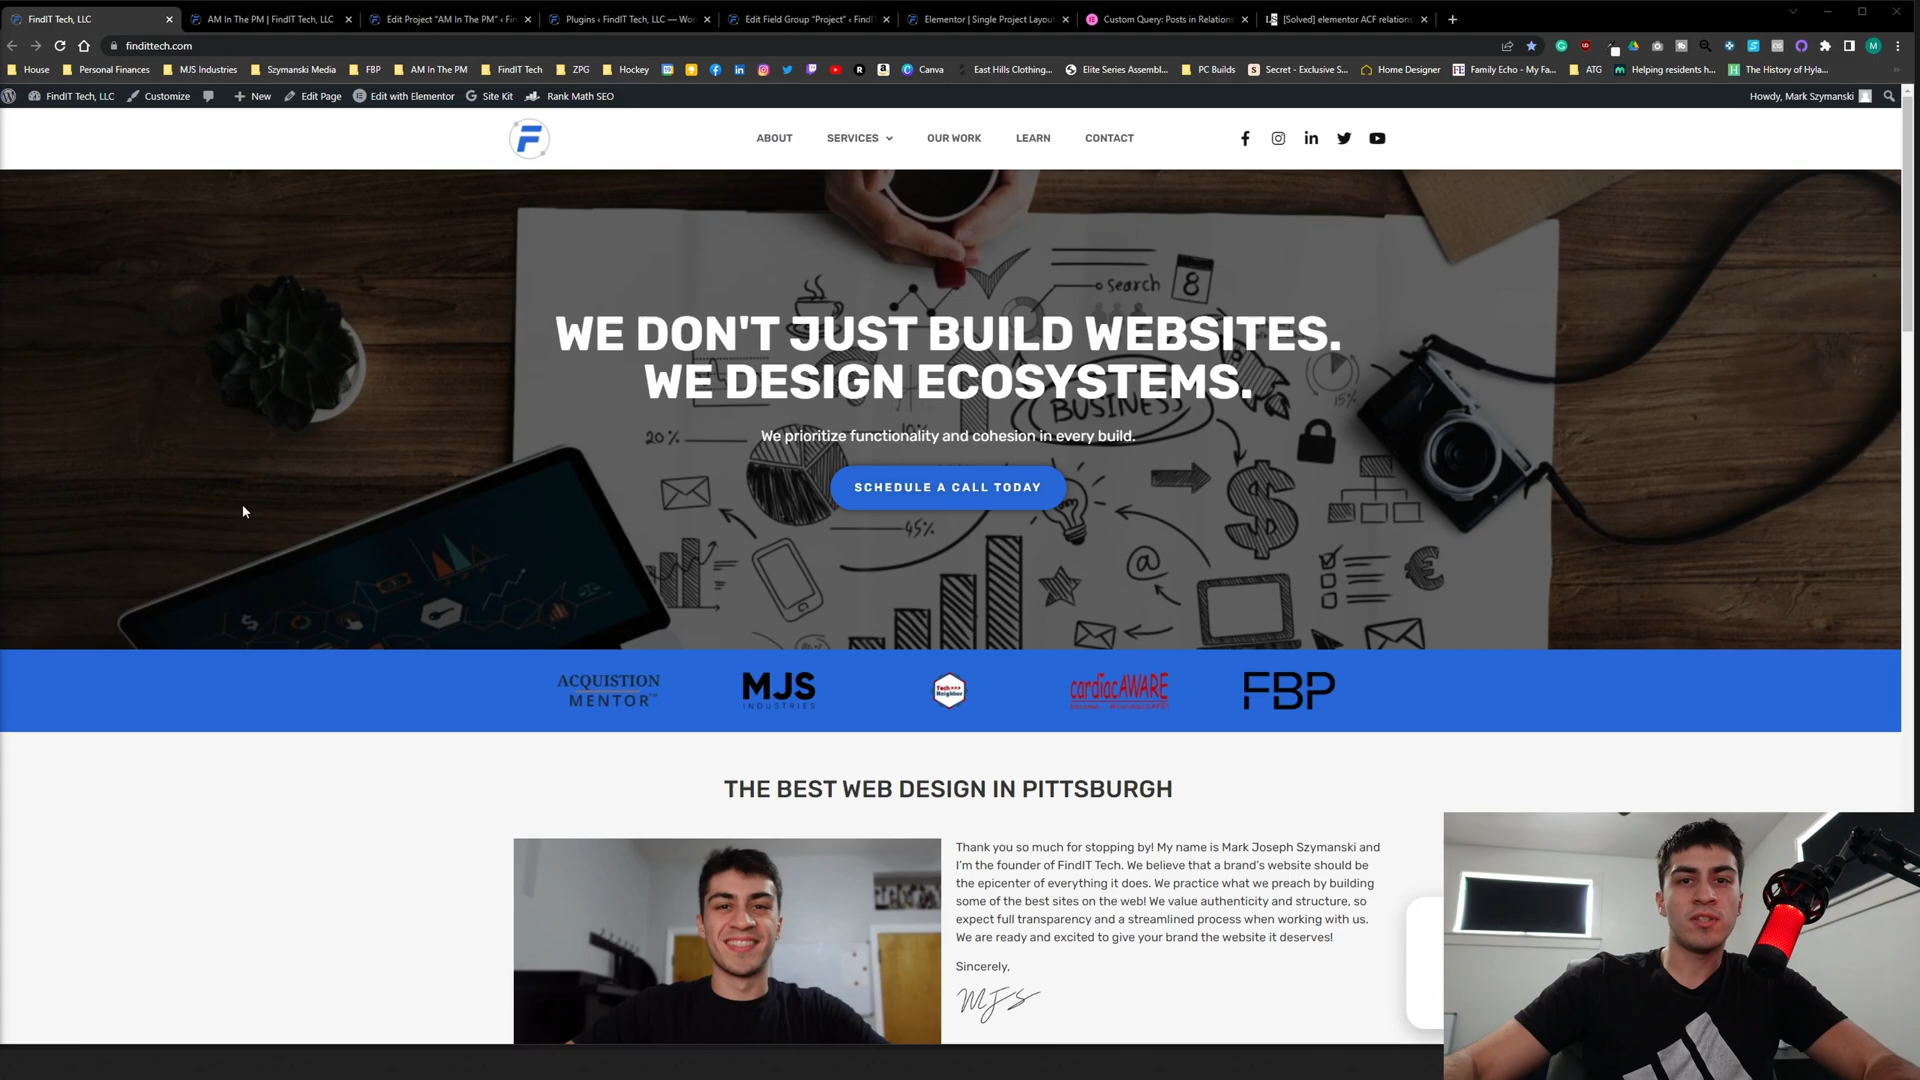 FindIT Tech, LLC
AM In The PM | FindIT Tech, LLC
Edit Project "AM In The PM" ‹ Fin
Plugins ‹ FindIT Tech, LLC — Wor
Edit Field Group "Project" ‹ FindI
Elementor | Single Project Layou
Custom Query: Posts in Relations
[Solved] elementor ACF relations
findittech.com
House
Personal Finances
MJS Industries
Szymanski Media
FBP
AM In The PM
FindIT Tech
ZPG
Hockey
Canva
East Hills Clothing...
Elite Series Assembl...
PC Builds
Secret - Exclusive S...
Home Designer
Family Echo - My Fa...
ATG
Helping residents h...
The History of Hyla...
FindIT Tech, LLC
Customize
New
Edit Page
Edit with Elementor
Site Kit
Rank Math SEO
Howdy, Mark Szymanski
F
ABOUT
SERVICES
OUR WORK
LEARN
CONTACT
search
8
WE DON'T JUST BUILD WEBSITES.
WE DESIGN ECOSYSTEMS.
15%
BUSINESS
20%
We prioritize functionality and cohesion in every build.
SCHEDULE A CALL TODAY
45%
ACQUISTION
MENTOR™
MJS
INDUSTRIES
Tech
Neighbor
cardiacAWARE
FBP
THE BEST WEB DESIGN IN PITTSBURGH
Thank you so much for stopping by! My name is Mark Joseph Szymanski and
I'm the founder of FindIT Tech. We believe that a brand's website should be
the epicenter of everything it does. We practice what we preach by building
some of the best sites on the web! We value authenticity and structure, so
expect full transparency and a streamlined process when working with us.
We are ready and excited to give your brand the website it deserves!
Sincerely,
MJS